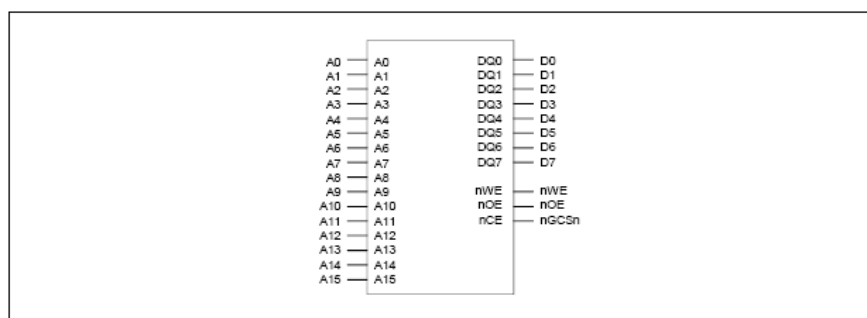 A0 A0 DQ0 D0
A1 A1 DQ1 D1
A2 A2 DQ2 D2
A3 A3 DQ3 D3
A4 A4 DQ4 D4
A5 A5 DQ5 D5
A6 A6 DQ6 D6
A7 A7 DQ7 D7
A8 A8
A9 A9 nWE nWE
A10 A10 nOE nOE
A11 A11 nCE nGCSn
A12 A12
A13 A13
A14 A14
A15 A15